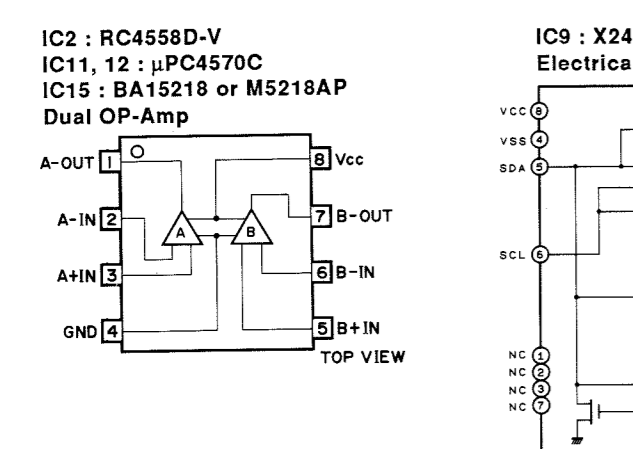 IC2 : RC4558D-V
IC11, 12 : μPC4570C
IC15 : BA15218 or M5218AP
Dual OP-Amp
A-OUT 1
8 Vcc
A-IN 2
7 B-OUT
A B
A+IN 3
6 B-IN
GND 4
5 B+IN
TOP VIEW
IC9 : X24
Electrica
VCC 8
VSS 4
SDA 5
SCL 6
NC 1
NC 2
NC 3
NC 7